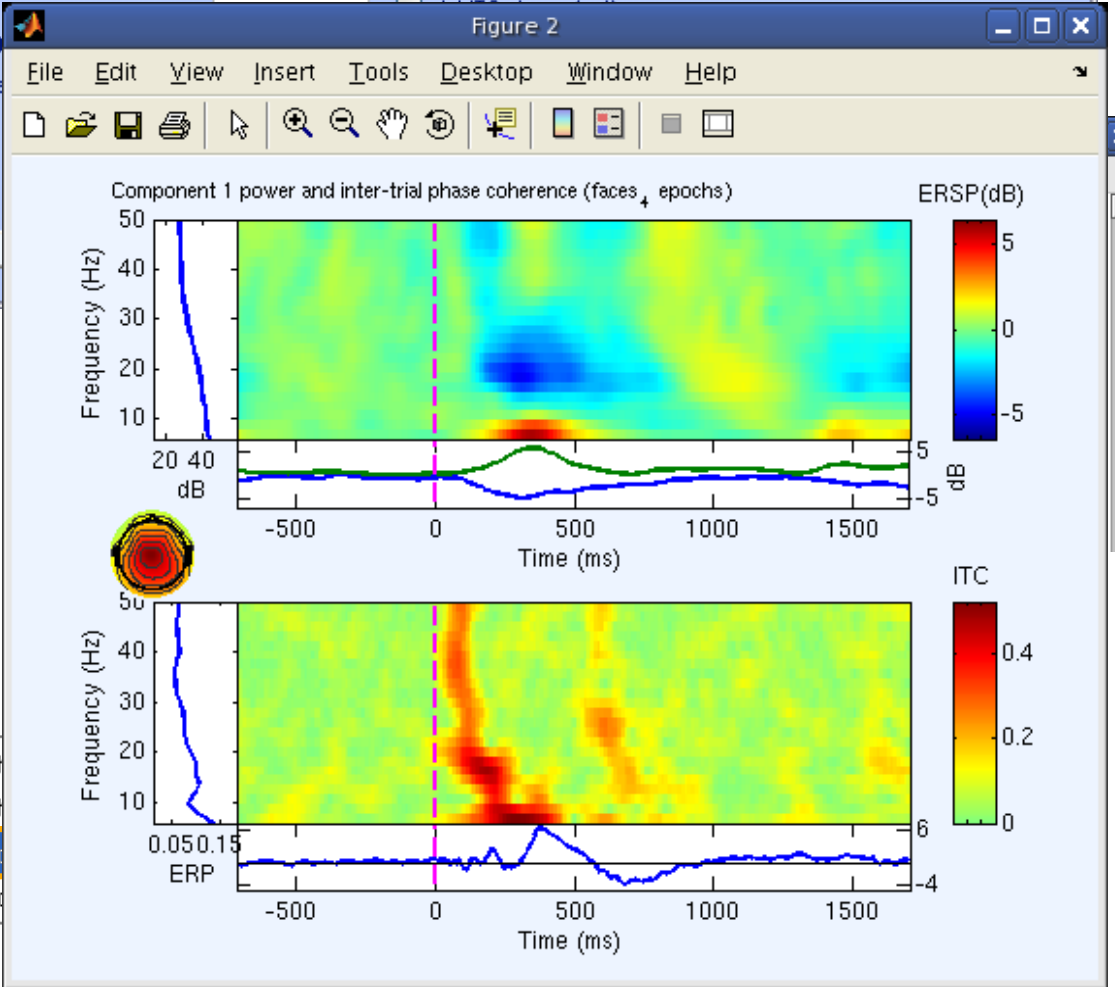 Figure 2
File Edit View Insert Tools Desktop Window Help
Component 1 power and inter-trial phase coherence (faces4 epochs)
ERSP(dB)
50
40
30
20
10
Frequency (Hz)
5
0
-5
20 40
dB
5
-5
dB
-500 0 500 1000 1500
Time (ms)
ITC
50
40
30
20
10
Frequency (Hz)
0.4
0.2
0
0.05 0.15
ERP
6
-4
-500 0 500 1000 1500
Time (ms)